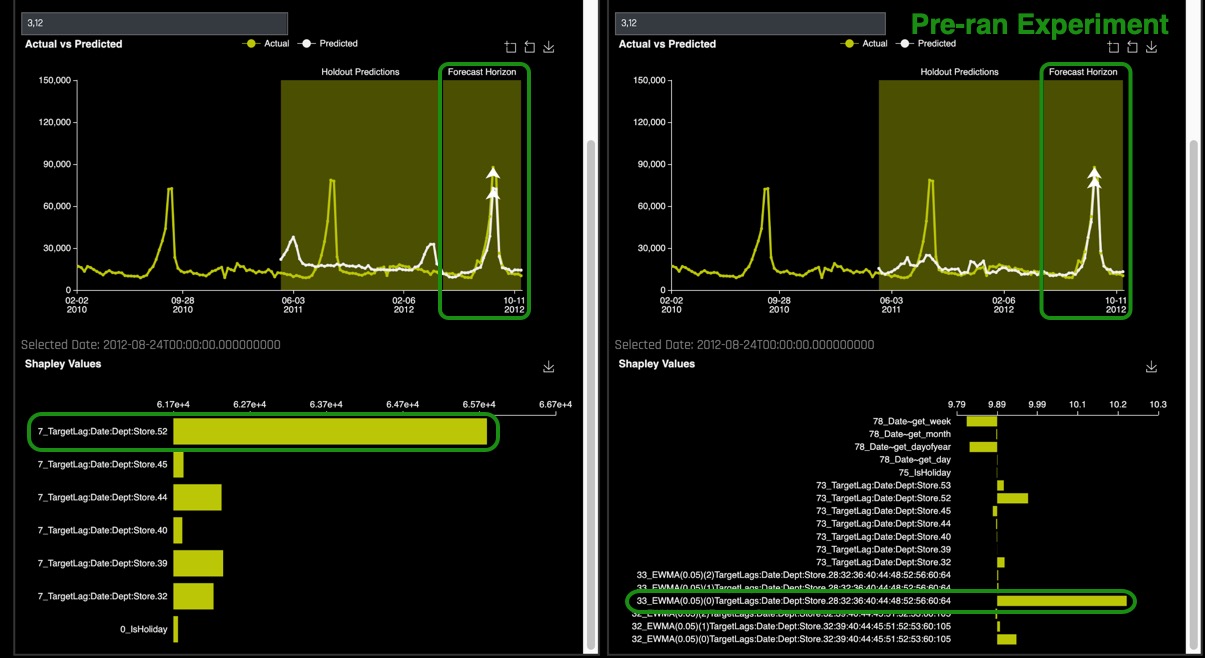 3,12
Actual vs Predicted
Actual
Predicted
Holdout Predictions
Forecast Horizon
150,000
120,000
90,000
60,000
30,000
0
02-02
2010
09-28
2010
06-03
2011
02-06
2012
10-11
2012
Selected Date: 2012-08-24T00:00:00.000000000
Shapley Values
6.17e+4
6.27e+4
6.37e+4
6.47e+4
6.57e+4
6.67e+4
7_TargetLag:Date:Dept:Store.52
7_TargetLag:Date:Dept:Store.45
7_TargetLag:Date:Dept:Store.44
7_TargetLag:Date:Dept:Store.40
7_TargetLag:Date:Dept:Store.39
7_TargetLag:Date:Dept:Store.32
0_IsHoliday
3,12
Pre-ran Experiment
Actual vs Predicted
Actual
Predicted
Holdout Predictions
Forecast Horizon
150,000
120,000
90,000
60,000
30,000
0
02-02
2010
09-28
2010
06-03
2011
02-06
2012
10-11
2012
Selected Date: 2012-08-24T00:00:00.000000000
Shapley Values
9.79
9.89
9.99
10.1
10.2
10.3
78_Date~get_week
78_Date~get_month
78_Date~get_dayofyear
78_Date~get_day
75_IsHoliday
73_TargetLag:Date:Dept:Store.53
73_TargetLag:Date:Dept:Store.52
73_TargetLag:Date:Dept:Store.45
73_TargetLag:Date:Dept:Store.44
73_TargetLag:Date:Dept:Store.40
73_TargetLag:Date:Dept:Store.39
73_TargetLag:Date:Dept:Store.32
33_EWMA(0.05)(2)TargetLags:Date:Dept:Store.28:32:36:40:44:48:52:56:60:64
33_EWMA(0.05)(1)TargetLags:Date:Dept:Store.28:32:36:40:44:48:52:56:60:64
33_EWMA(0.05)(0)TargetLags:Date:Dept:Store.28:32:36:40:44:48:52:56:60:64
32_EWMA(0.05)(2)TargetLags:Date:Dept:Store.32:39:40:44:45:51:52:53:60:105
32_EWMA(0.05)(1)TargetLags:Date:Dept:Store.32:39:40:44:45:51:52:53:60:105
32_EWMA(0.05)(0)TargetLags:Date:Dept:Store.32:39:40:44:45:51:52:53:60:105